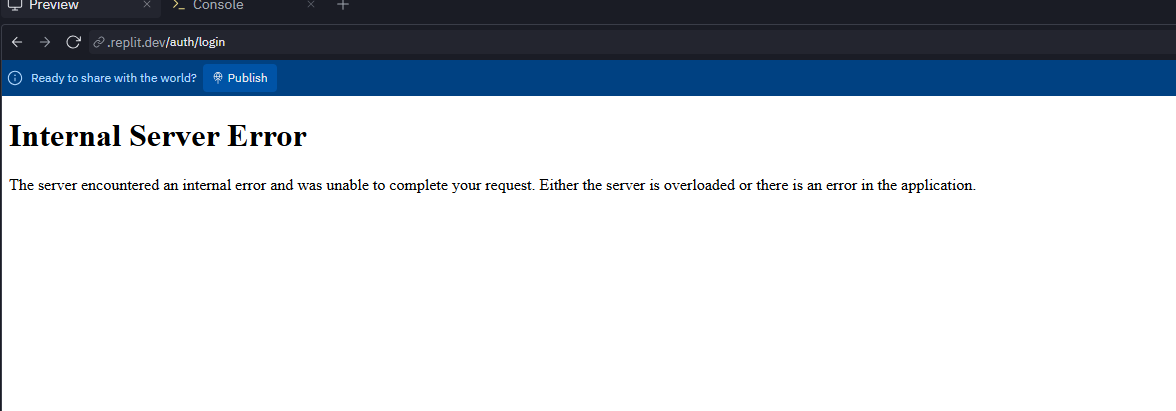 Preview
Console
.replit.dev/auth/login
Ready to share with the world? Publish
Internal Server Error
The server encountered an internal error and was unable to complete your request. Either the server is overloaded or there is an error in the application.